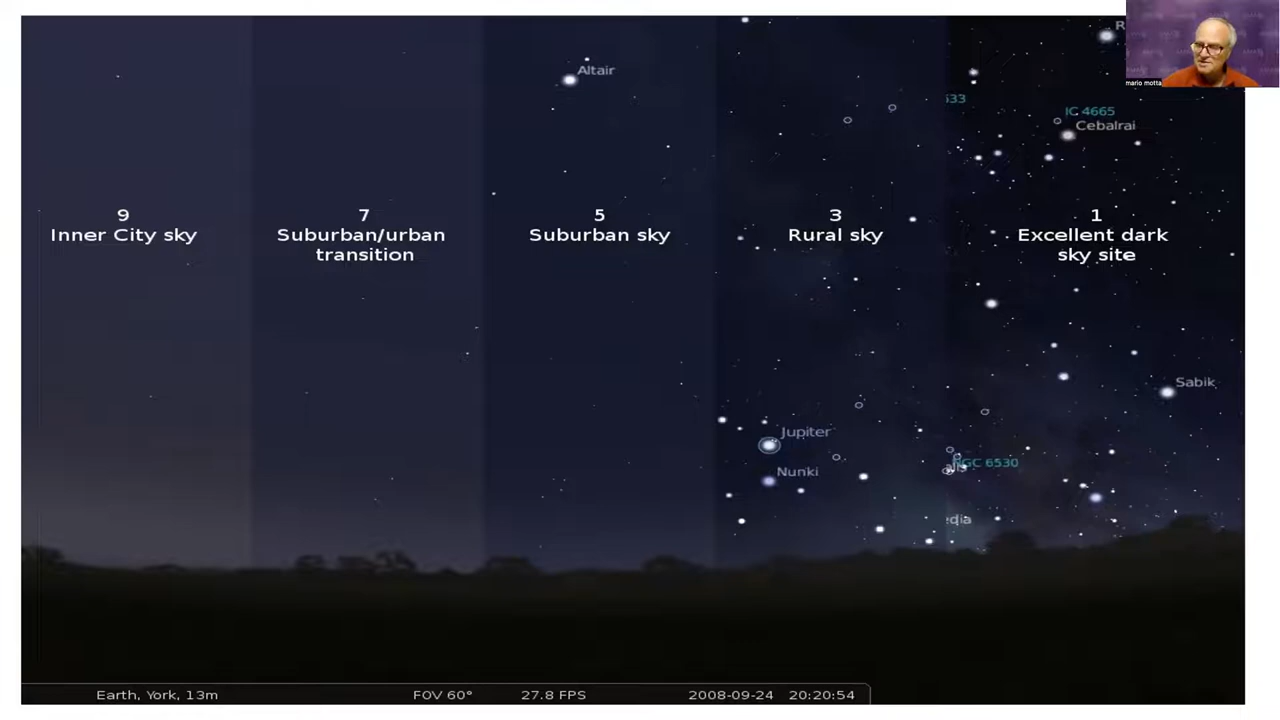 mario motta
Altair
IC 4665
Cebalrai
9
Inner City sky
7
Suburban/urban
transition
5
Suburban sky
3
Rural sky
1
Excellent dark
sky site
Sabik
Jupiter
Nunki
NGC 6530
Earth, York, 13m
FOV 60°
27.8 FPS
2008-09-24
20:20:54